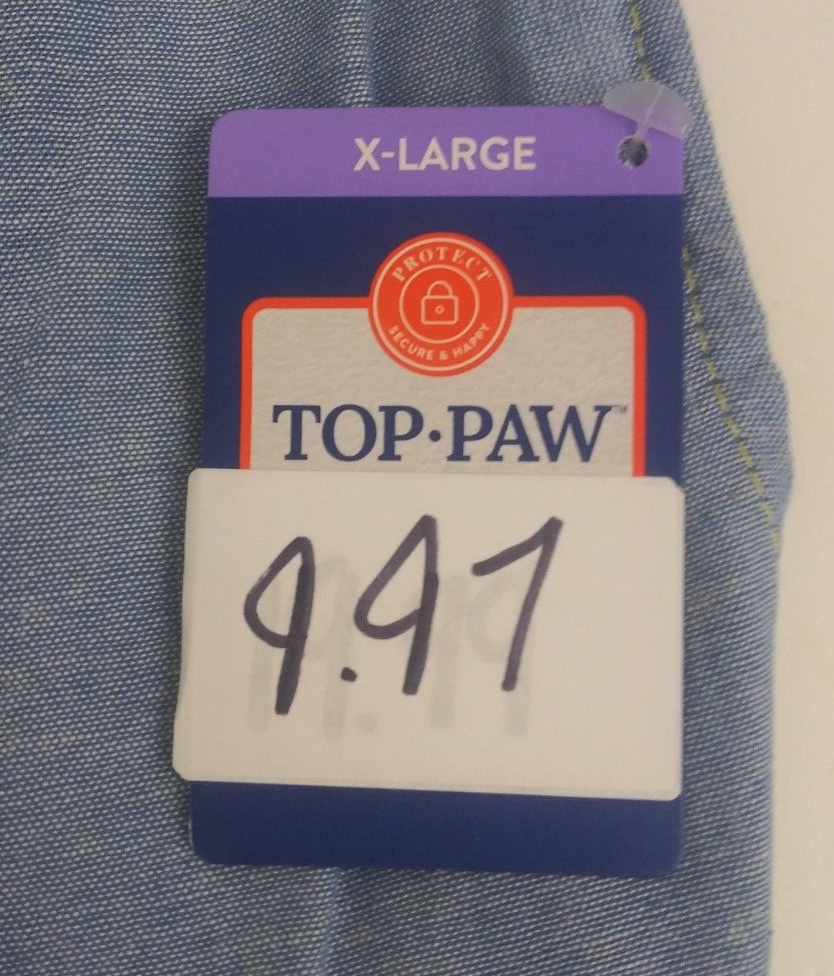 X-LARGE
PROTECT
SECURE & HAPPY
TOP·PAW™
9.97